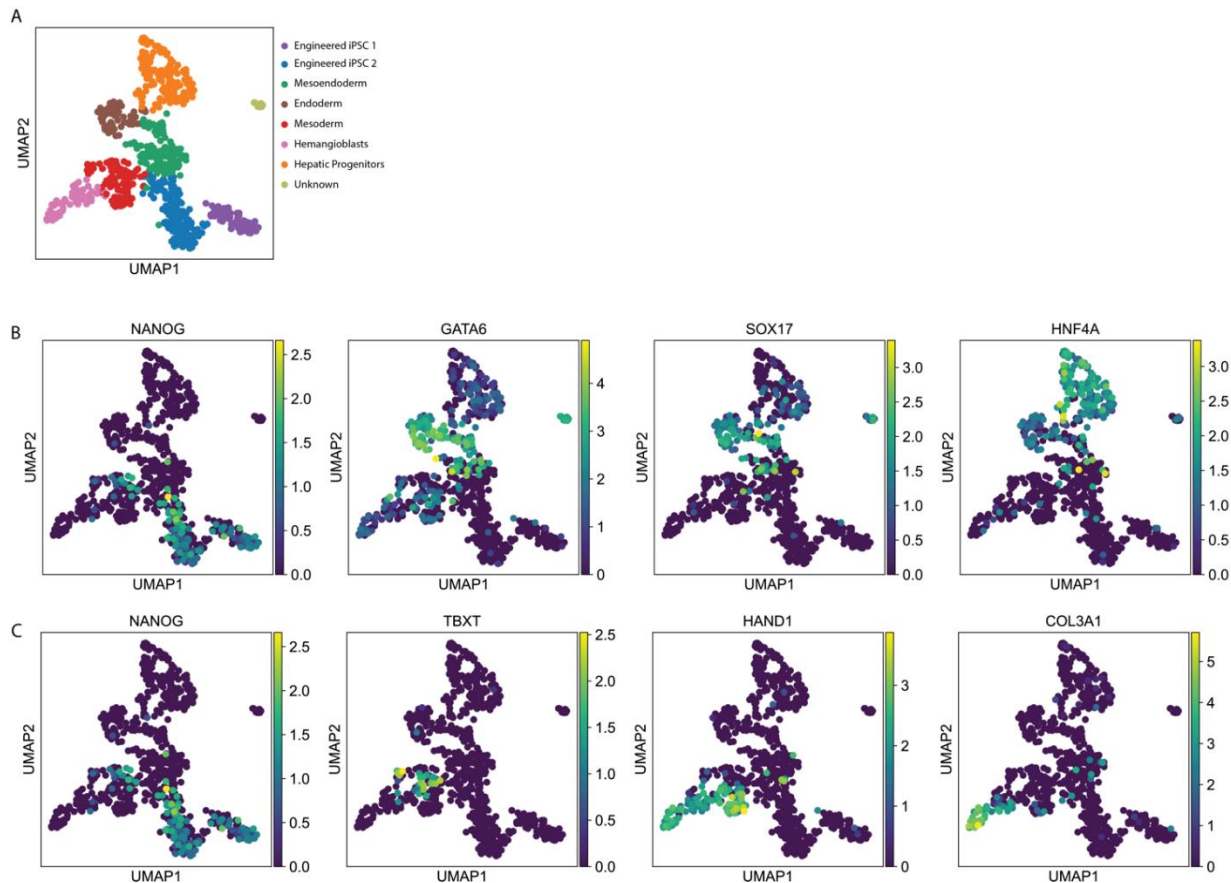 A
UMAP2
UMAP1
Engineered iPSC 1
Engineered iPSC 2
Mesoendoderm
Endoderm
Mesoderm
Hemangioblasts
Hepatic Progenitors
Unknown
B
NANOG
UMAP2
UMAP1
2.5
2.0
1.5
1.0
0.5
0.0
GATA6
UMAP2
UMAP1
4
3
2
1
0
SOX17
UMAP2
UMAP1
3.0
2.5
2.0
1.5
1.0
0.5
0.0
HNF4A
UMAP2
UMAP1
3.0
2.5
2.0
1.5
1.0
0.5
0.0
C
NANOG
UMAP2
UMAP1
2.5
2.0
1.5
1.0
0.5
0.0
TBXT
UMAP2
UMAP1
2.5
2.0
1.5
1.0
0.5
0.0
HAND1
UMAP2
UMAP1
3
2
1
0
COL3A1
UMAP2
UMAP1
5
4
3
2
1
0